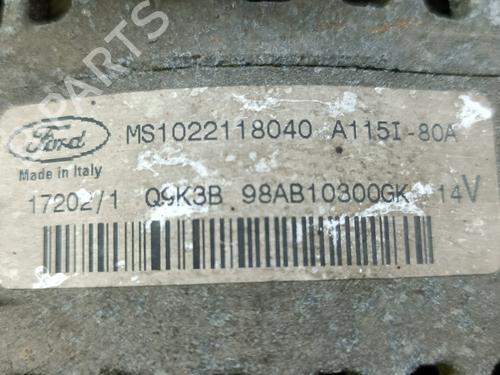 Ford MS1022118040 A115I-80A
Made in Italy
17202/1 Q9K3B 98AB10300GK 14V
B-PARTS